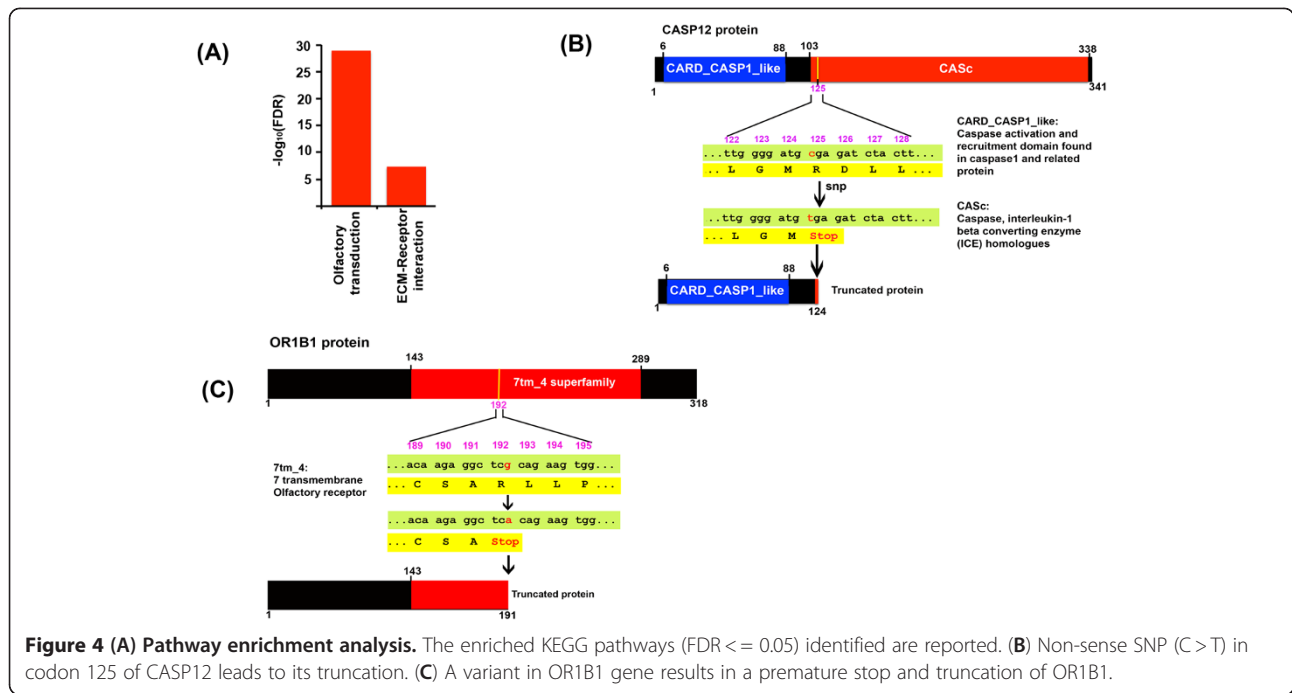 (A)
30
25
20
15
10
5
-log₁₀(FDR)
Olfactory
transduction
ECM-Receptor
interaction
(B)
CASP12 protein
6
88
103
338
CARD_CASP1_like
CASc
1
125
341
122 123 124 125 126 127 128
...ttg ggg atg cga gat cta ctt...
.. L G M R D L L..
snp
..ttg ggg atg tga gat cta ctt...
... L G M Stop
6
88
CARD_CASP1_like
Truncated protein
1
124
CARD_CASP1_like:
Caspase activation and
recruitment domain found
in caspase1 and related
protein
CASc:
Caspase, interleukin-1
beta converting enzyme
(ICE) homologues
OR1B1 protein
(C)
143
289
7tm_4 superfamily
1
192
318
189 190 191 192 193 194 195
...aca aga ggc tcg cag aag tgg...
... C S A R L L P...
...aca aga ggc tca cag aag tgg...
... C S A Stop
7tm_4:
7 transmembrane
Olfactory receptor
143
Truncated protein
1
191
Figure 4 (A) Pathway enrichment analysis. The enriched KEGG pathways (FDR < = 0.05) identified are reported. (B) Non-sense SNP (C > T) in
codon 125 of CASP12 leads to its truncation. (C) A variant in OR1B1 gene results in a premature stop and truncation of OR1B1.